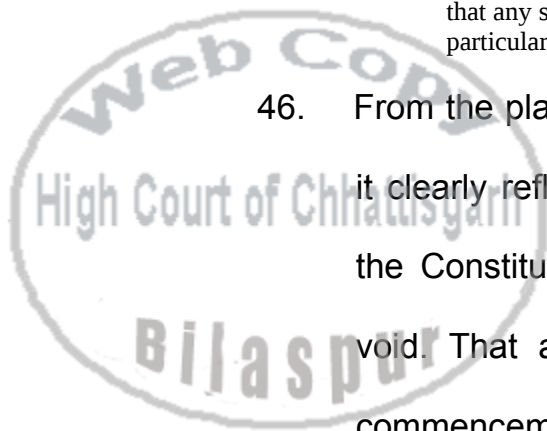 that any s
particular
Web Copy
46. From the pla
it clearly refl
High Court of Chhattisgarh
the Constitu
void. That a
Bilaspur
commencem